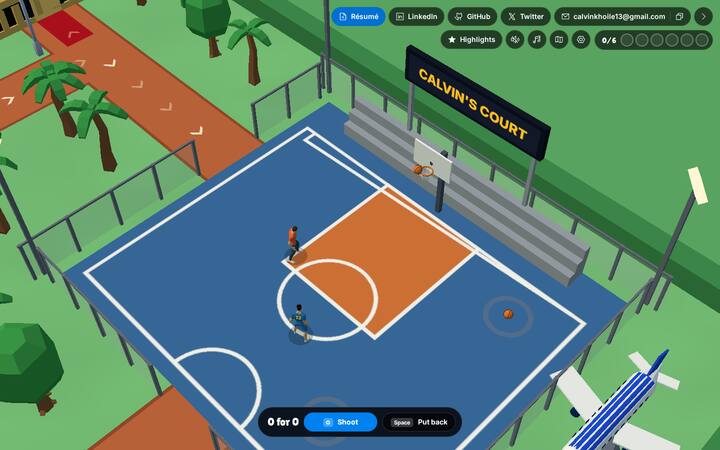 Résumé
LinkedIn
GitHub
Twitter
calvinkhoile13@gmail.com
Highlights
0/6
CALVIN'S COURT
0 for 0
Shoot
Space
Put back